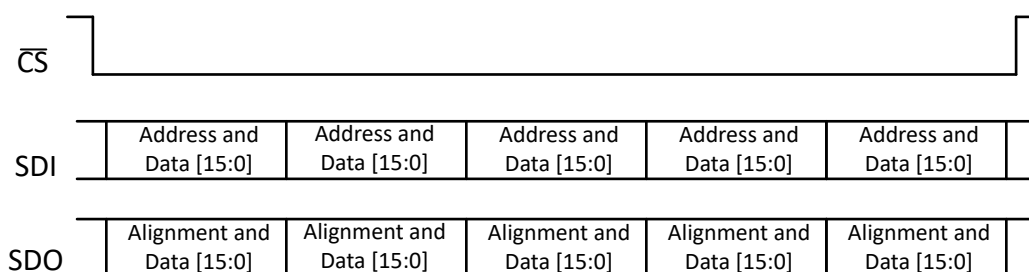 C̅S̅
SDI
Address and Data [15:0]
Address and Data [15:0]
Address and Data [15:0]
Address and Data [15:0]
Address and Data [15:0]
SDO
Alignment and Data [15:0]
Alignment and Data [15:0]
Alignment and Data [15:0]
Alignment and Data [15:0]
Alignment and Data [15:0]